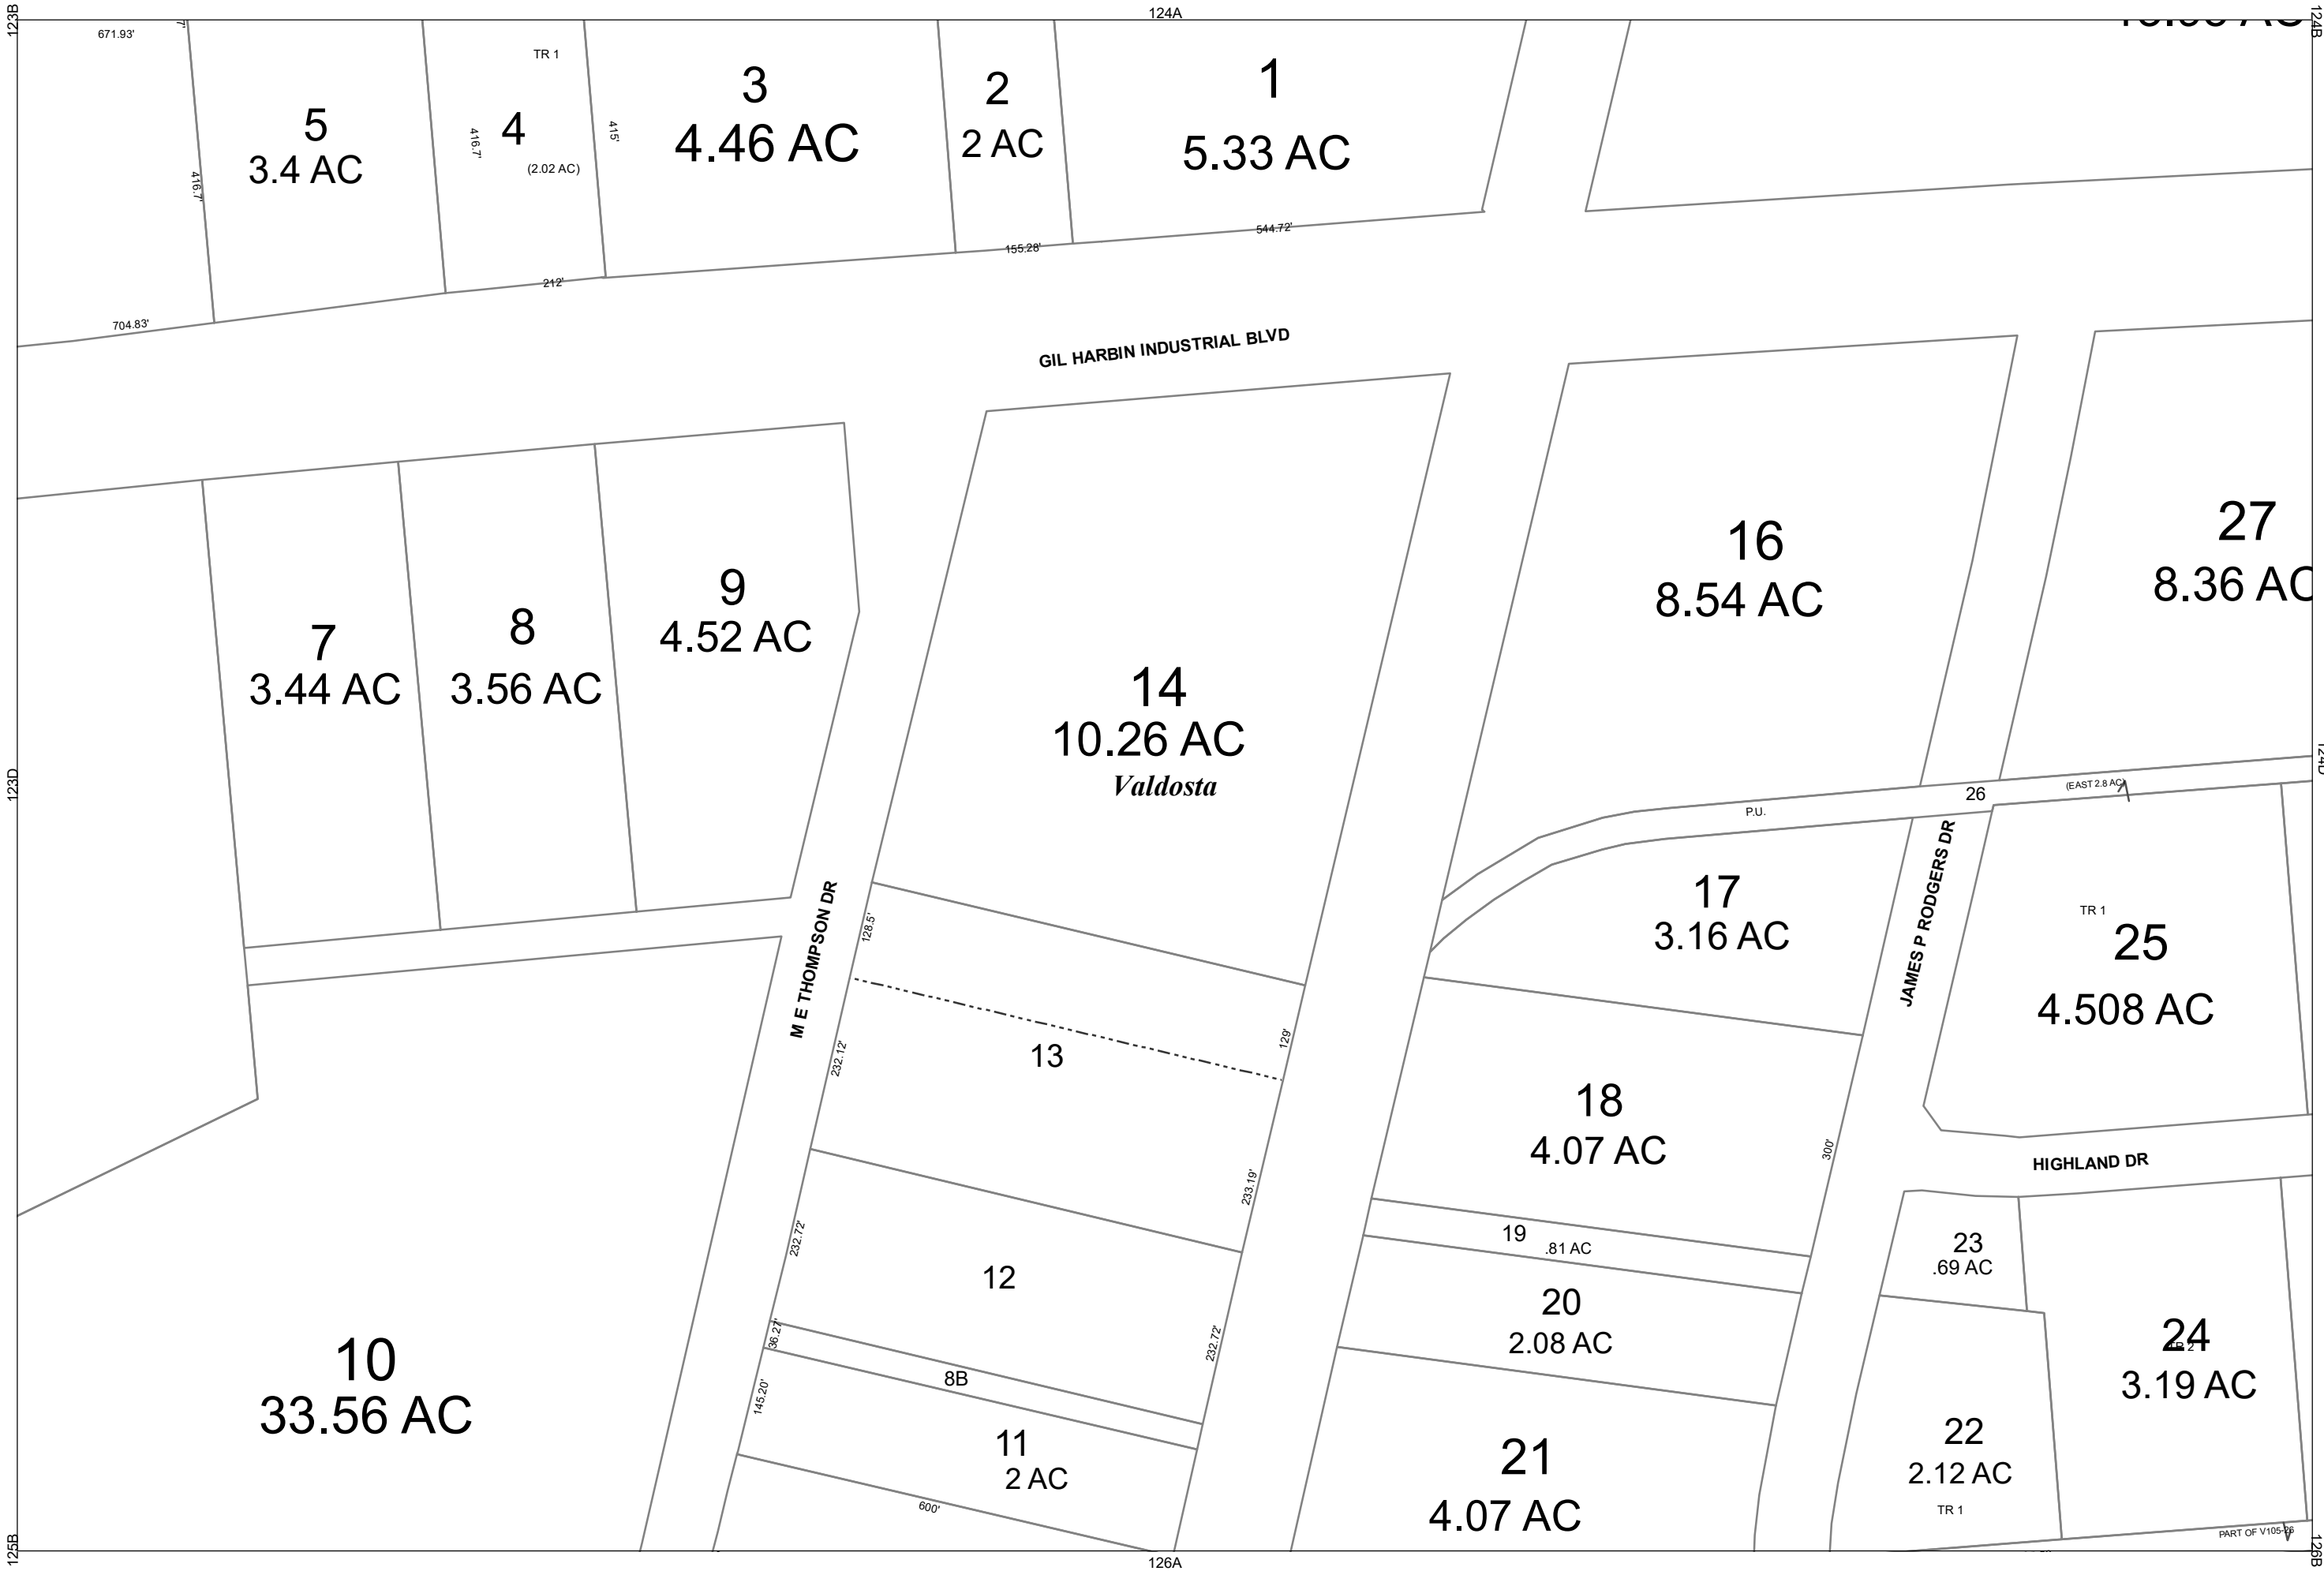 123B
124A
124B
671.93'
7'
TR 1
5
3.4 AC
416.7'
4
416.7'
(2.02 AC)
415'
3
4.46 AC
2
2 AC
1
5.33 AC
704.83'
212'
155.28'
544.72'
GIL HARBIN INDUSTRIAL BLVD
7
3.44 AC
8
3.56 AC
9
4.52 AC
14
10.26 AC
Valdosta
16
8.54 AC
27
8.36 AC
123D
124D
26
(EAST 2.8 AC)
P.U.
17
3.16 AC
JAMES P RODGERS DR
TR 1
25
4.508 AC
M E THOMPSON DR
128.5'
232.12'
13
129'
18
4.07 AC
300'
HIGHLAND DR
232.72'
233.19'
12
19
.81 AC
23
.69 AC
20
2.08 AC
36.27'
232.72'
8B
145.20'
10
33.56 AC
11
2 AC
600'
21
4.07 AC
24
TR 2
3.19 AC
22
2.12 AC
TR 1
PART OF V105-26
125B
126A
126B